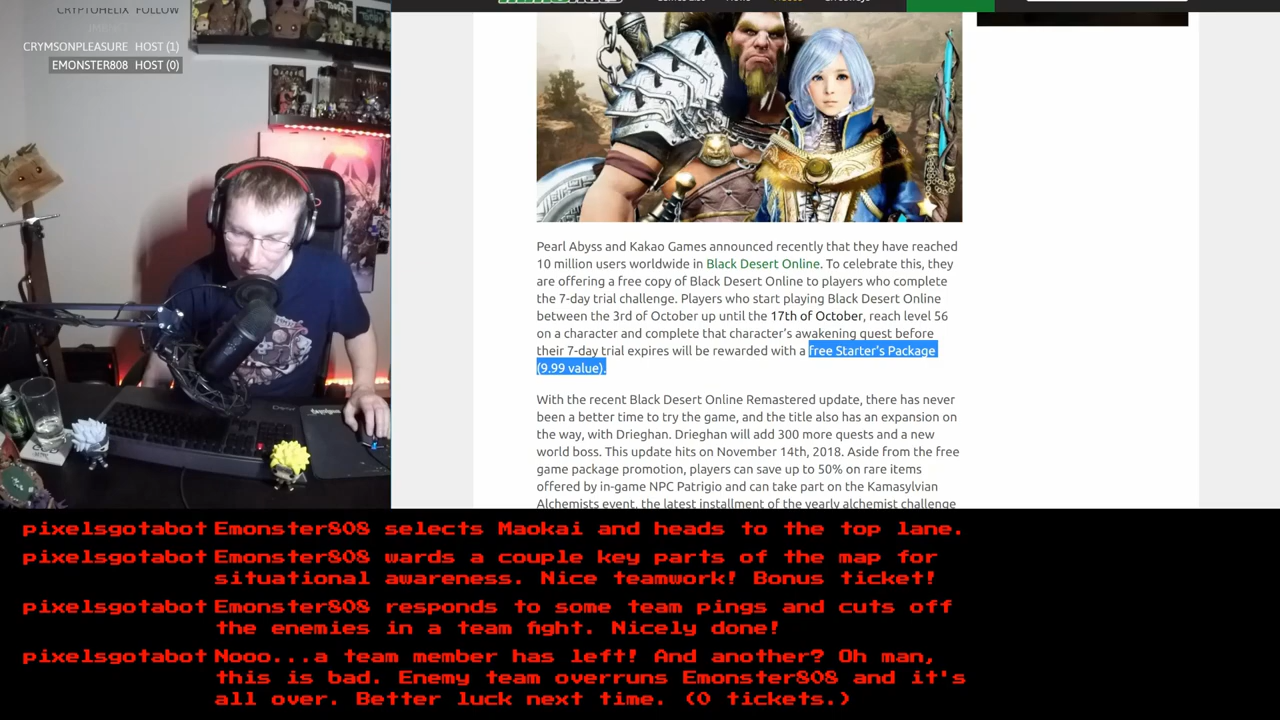 CRYPTOHELIX FOLLOW
CRYMSONPLEASURE HOST (1)
EMONSTER808 HOST (0)
Pearl Abyss and Kakao Games announced recently that they have reached
10 million users worldwide in Black Desert Online. To celebrate this, they
are offering a free copy of Black Desert Online to players who complete
the 7-day trial challenge. Players who start playing Black Desert Online
between the 3rd of October up until the 17th of October, reach level 56
on a character and complete that character's awakening quest before
their 7-day trial expires will be rewarded with a free Starter's Package
(9.99 value).
With the recent Black Desert Online Remastered update, there has never
been a better time to try the game, and the title also has an expansion on
the way, with Drieghan. Drieghan will add 300 more quests and a new
world boss. This update hits on November 14th, 2018. Aside from the free
game package promotion, players can save up to 50% on rare items
offered by in-game NPC Patrigio and can take part on the Kamasylvian
Alchemists event, the latest installment of the yearly alchemist challenge
pixelsgotabot Emonster808 selects Maokai and heads to the top lane.
pixelsgotabot Emonster808 wards a couple key parts of the map for
situational awareness. Nice teamwork! Bonus ticket!
pixelsgotabot Emonster808 responds to some team pings and cuts off
the enemies in a team fight. Nicely done!
pixelsgotabot Nooo...a team member has left! And another? Oh man,
this is bad. Enemy team overruns Emonster808 and it's
all over. Better luck next time. (0 tickets.)